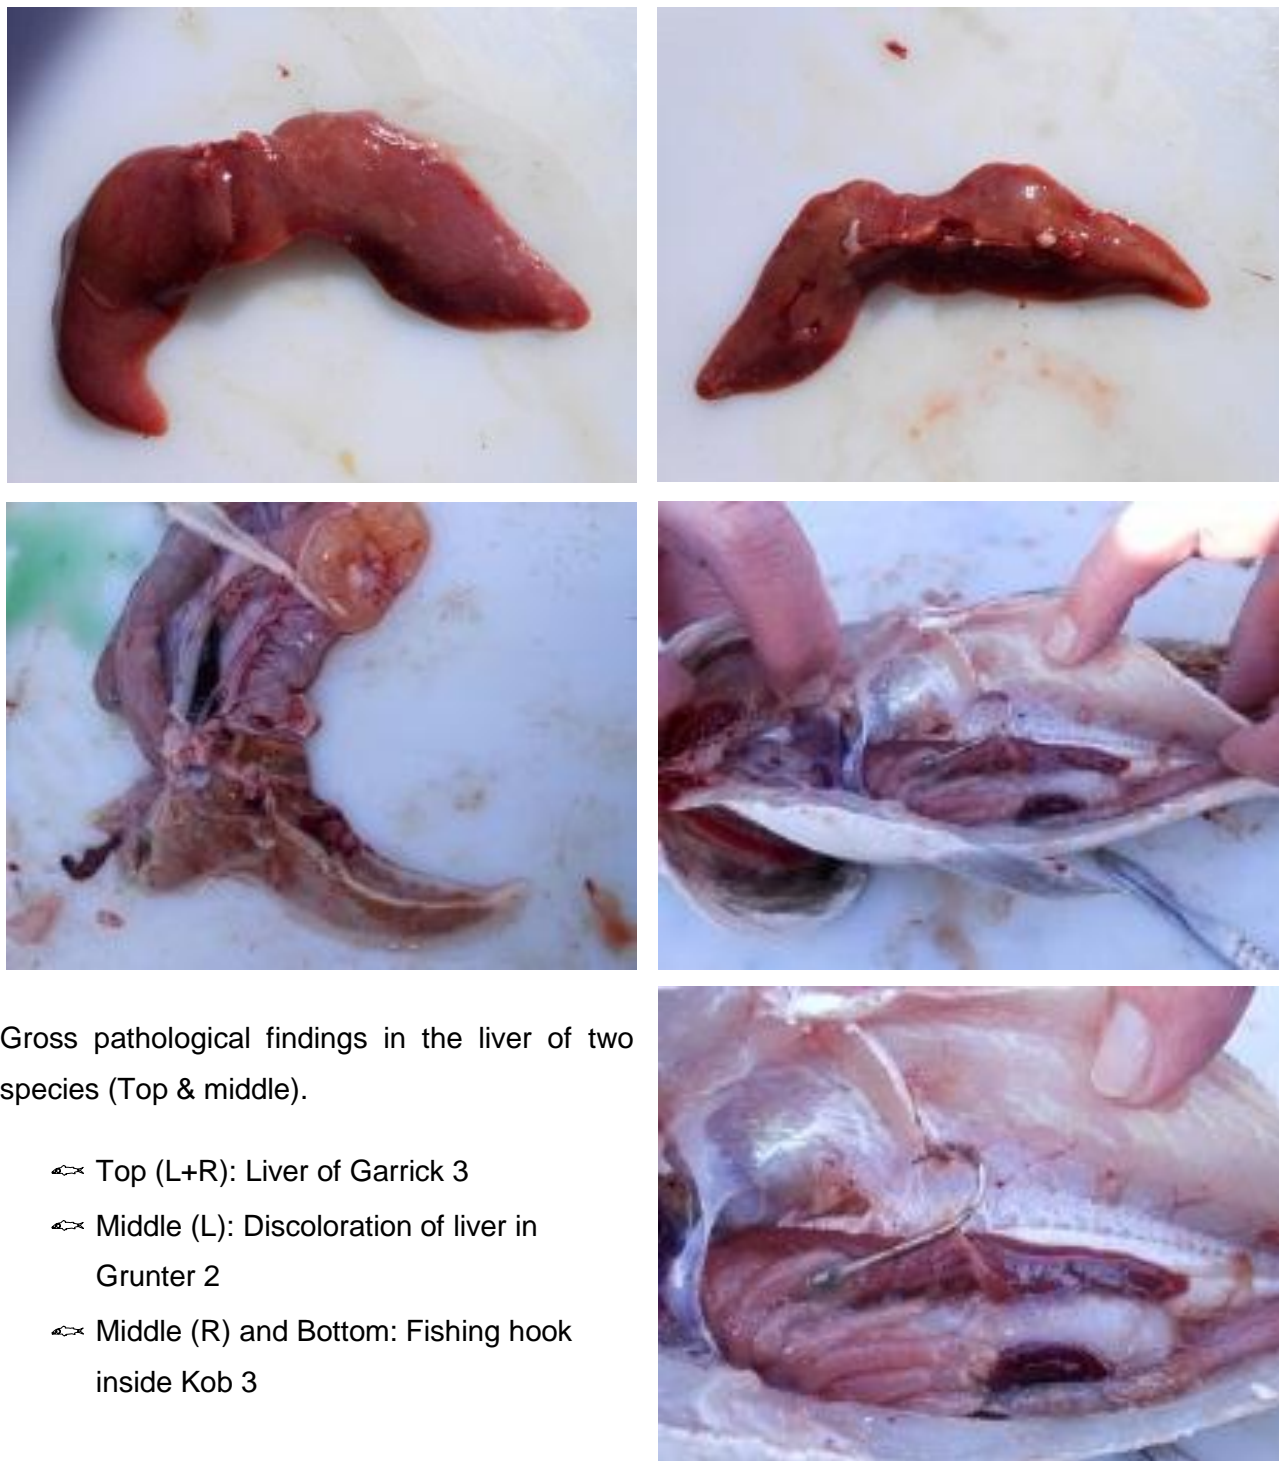 Gross pathological findings in the liver of two
species (Top & middle).
Top (L+R): Liver of Garrick 3
Middle (L): Discoloration of liver in
Grunter 2
Middle (R) and Bottom: Fishing hook
inside Kob 3